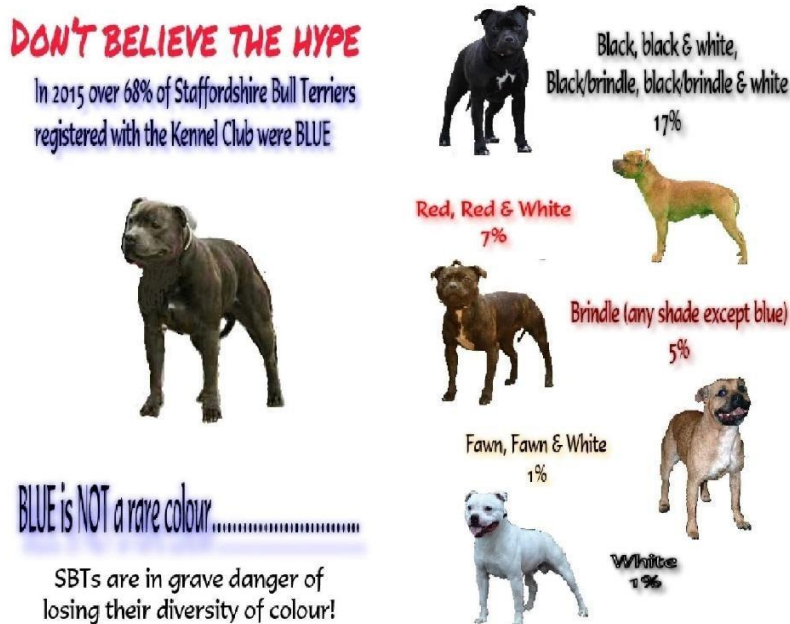 DON'T BELIEVE THE HYPE
In 2015 over 68% of Staffordshire Bull Terriers
registered with the Kennel Club were BLUE
BLUE is NOT a rare colour............................
SBTs are in grave danger of
losing their diversity of colour!
Black, black & white,
Black/brindle, black/brindle & white
17%
Red, Red & White
7%
Brindle (any shade except blue)
5%
Fawn, Fawn & White
1%
White
1%